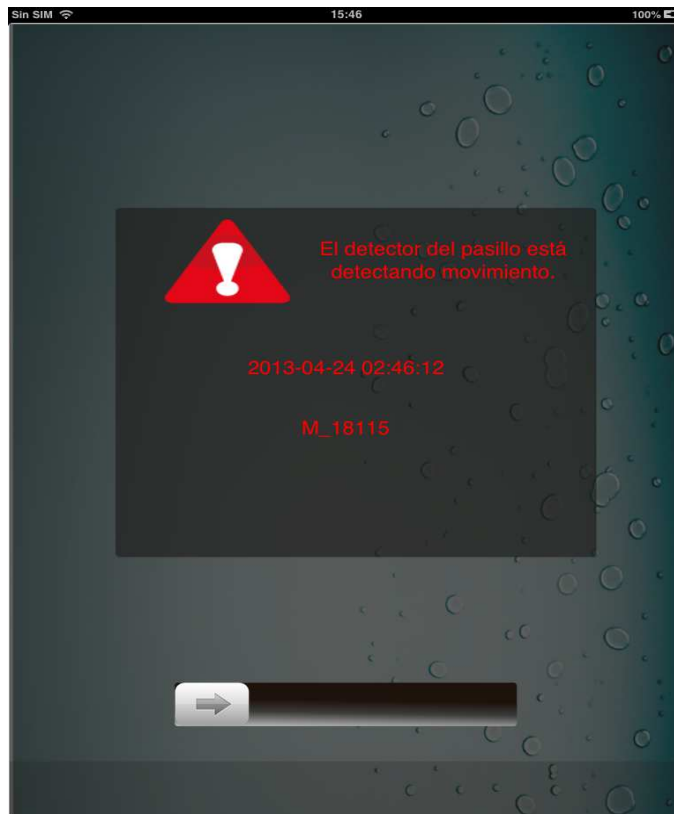 Sin SIM 15:46 100%
El detector del pasillo está
detectando movimiento.
2013-04-24 02:46:12
M_18115